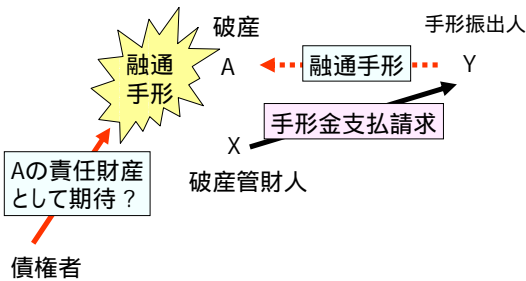 破産
手形振出人
融通
手形
A
融通手形
Y
手形金支払請求
X
Aの責任財産
として期待？
破産管財人
債権者